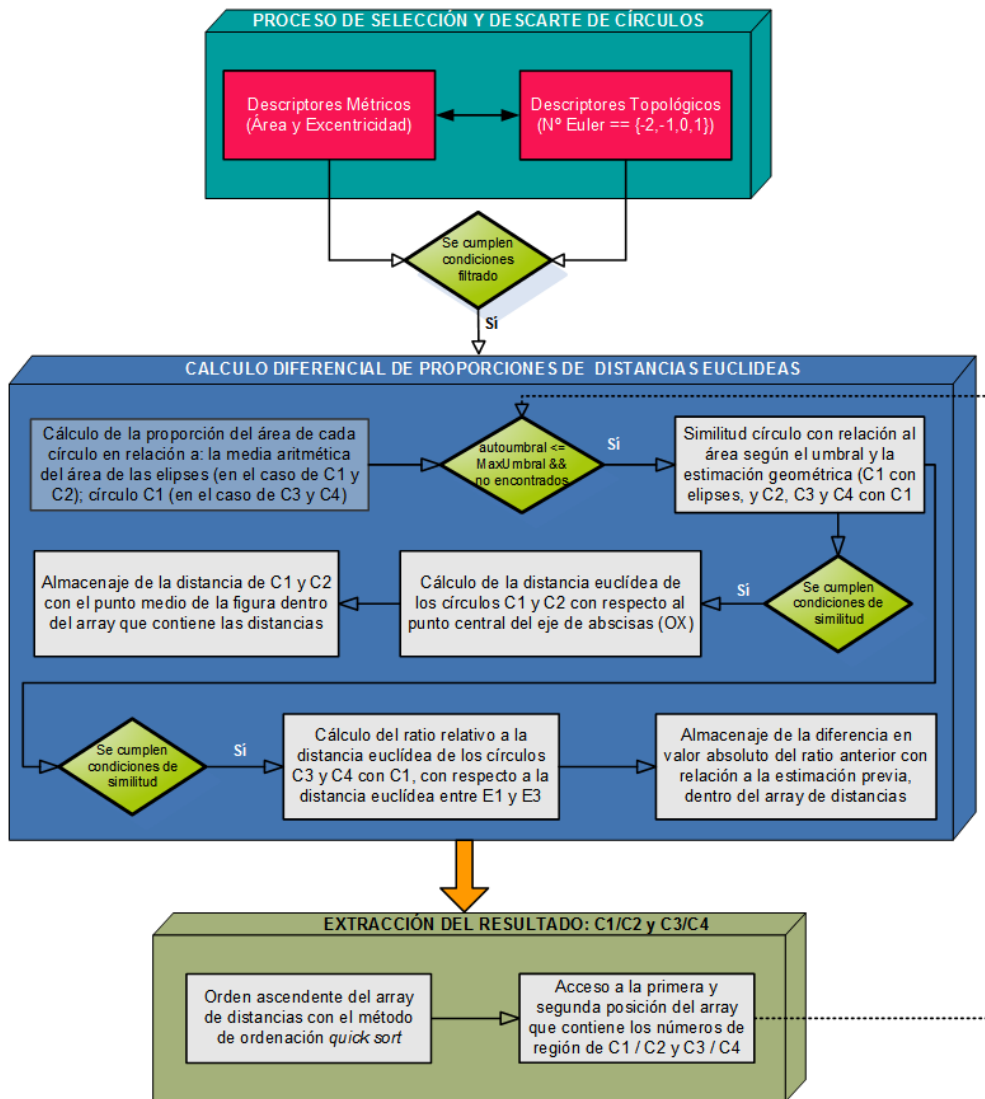 PROCESO DE SELECCIÓN Y DESCARTE DE CÍRCULOS
Descriptores Métricos
(Área y Excentricidad)
Descriptores Topológicos
(Nº Euler == {-2,-1,0,1})
Se cumplen
condiciones
filtrado
Sí
CALCULO DIFERENCIAL DE PROPORCIONES DE DISTANCIAS EUCLIDEAS
Cálculo de la proporción del área de cada
círculo en relación a: la media aritmética
del área de las elipses (en el caso de C1 y
C2); círculo C1 (en el caso de C3 y C4)
autoumbral <=
MaxUmbral &&
no encontrados
Sí
Similitud círculo con relación al
área según el umbral y la
estimación geométrica (C1 con
elipses, y C2, C3 y C4 con C1
Almacenaje de la distancia de C1 y C2
con el punto medio de la figura dentro
del array que contiene las distancias
Cálculo de la distancia euclídea de
los círculos C1 y C2 con respecto al
punto central del eje de abscisas (OX)
Sí
Se cumplen
condiciones de
similitud
Se cumplen
condiciones de
similitud
Sí
Cálculo del ratio relativo a la
distancia euclídea de los círculos
C3 y C4 con C1, con respecto a la
distancia euclídea entre E1 y E3
Almacenaje de la diferencia en
valor absoluto del ratio anterior con
relación a la estimación previa,
dentro del array de distancias
EXTRACCIÓN DEL RESULTADO: C1/C2 y C3/C4
Orden ascendente del array
de distancias con el método
de ordenación quick sort
Acceso a la primera y
segunda posición del array
que contiene los números de
región de C1 / C2 y C3 / C4